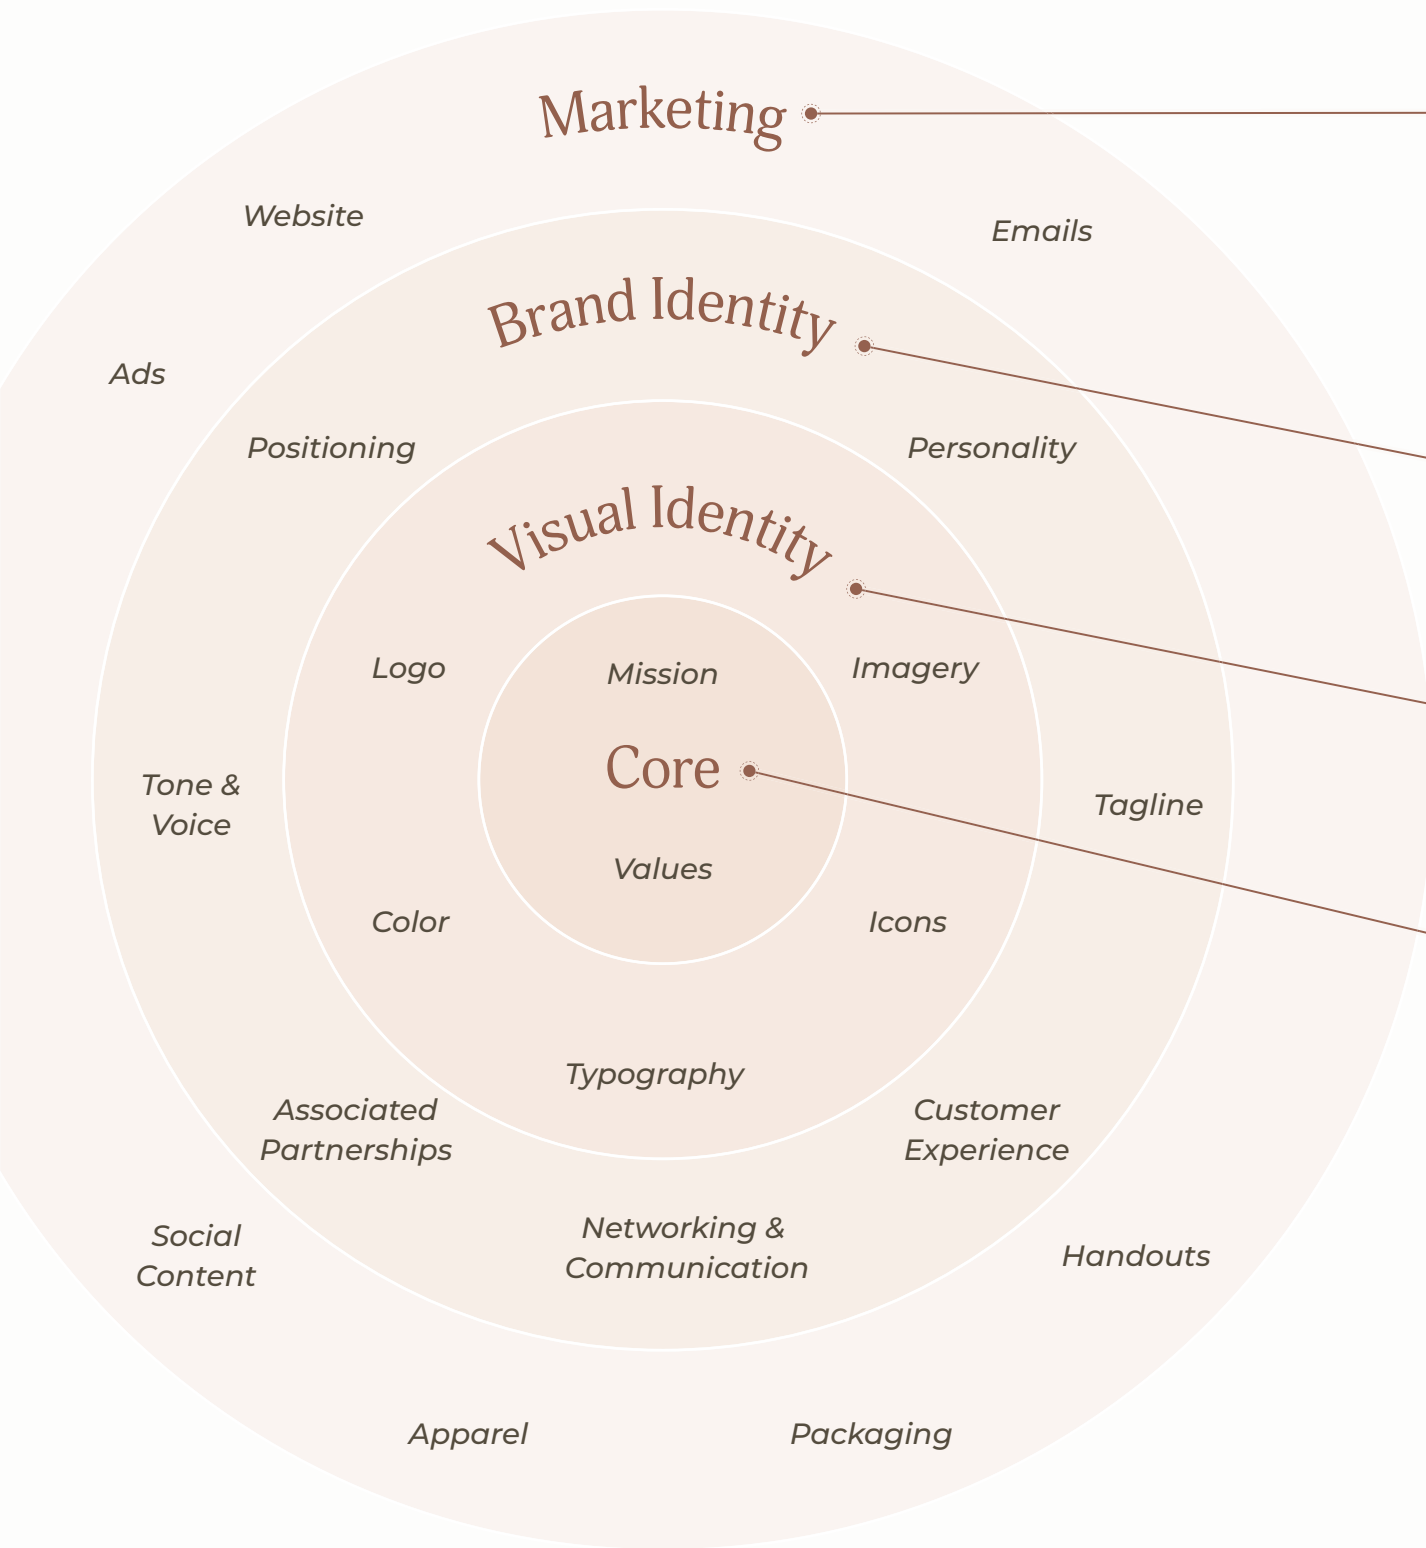 Marketing
Website
Emails
Brand Identity
Ads
Positioning
Personality
Visual Identity
Logo
Mission
Imagery
Core
Tone &
Voice
Tagline
Values
Color
Icons
Typography
Associated
Partnerships
Customer
Experience
Social
Content
Networking &
Communication
Handouts
Apparel
Packaging